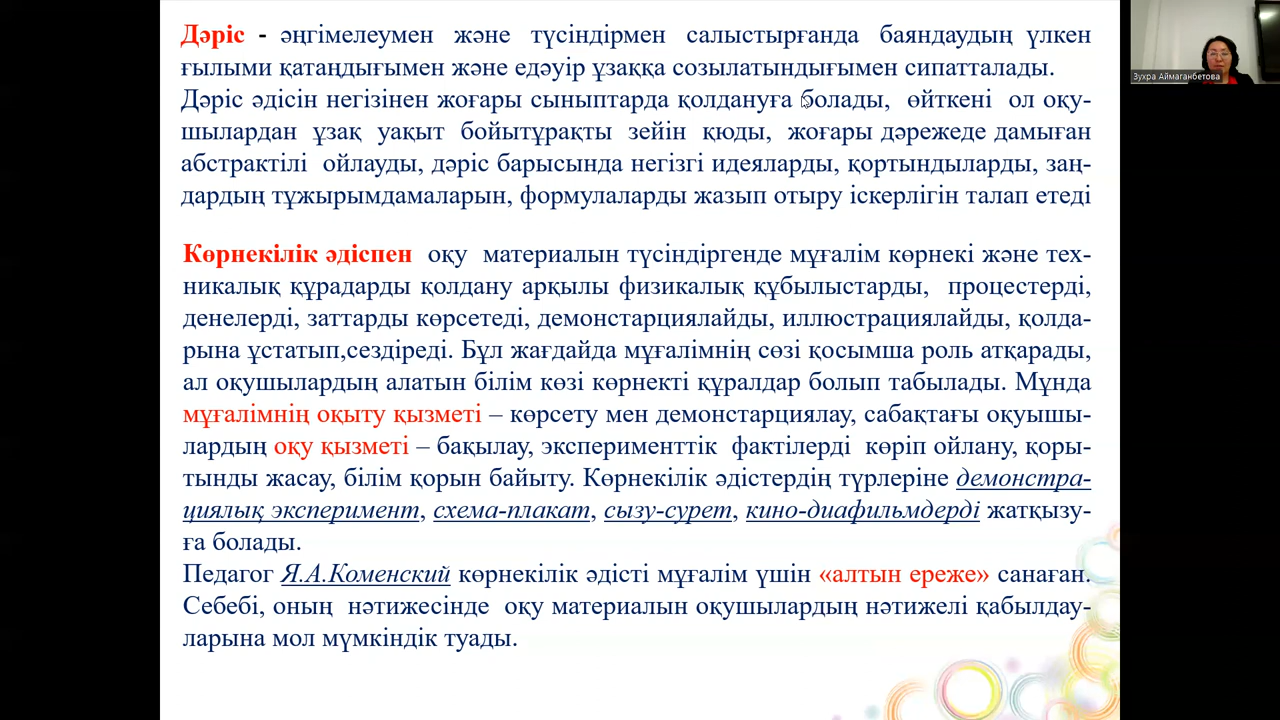 Дәріс - әңгімелеумен және түсіндірмен салыстырғанда баяндаудың үлкен
ғылыми қатаңдығымен және едәуір ұзаққа созылатындығымен сипатталады.
Дәріс әдісін негізінен жоғары сыныптарда қолдануға болады, өйткені ол оқу-
шылардан ұзақ уақыт бойытұрақты зейін қюды, жоғары дәрежеде дамыған
абстрактілі ойлауды, дәріс барысында негізгі идеяларды, қортындыларды, заң-
дардың тұжырымдамаларын, формулаларды жазып отыру іскерлігін талап етеді
Көрнекілік әдіспен оқу материалын түсіндіргенде мұғалім көрнекі және тех-
никалық құрадарды қолдану арқылы физикалық құбылыстарды, процестерді,
денелерді, заттарды көрсетеді, демонстарциялайды, иллюстрациялайды, қолда-
рына ұстатып,сездіреді. Бұл жағдайда мұғалімнің сөзі қосымша роль атқарады,
ал оқушылардың алатын білім көзі көрнекті құралдар болып табылады. Мұнда
мұғалімнің оқыту қызметі – көрсету мен демонстарциялау, сабақтағы оқуышы-
лардың оқу қызметі – бақылау, эксперименттік фактілерді көріп ойлану, қоры-
тынды жасау, білім қорын байыту. Көрнекілік әдістердің түрлеріне демонстра-
циялық эксперимент, схема-плакат, сызу-сурет, кино-диафильмдерді жатқызу-
ға болады.
Педагог Я.А.Коменский көрнекілік әдісті мұғалім үшін «алтын ереже» санаған.
Себебі, оның нәтижесінде оқу материалын оқушылардың нәтижелі қабылдау-
ларына мол мүмкіндік туады.
Зухра Аймаганбетова